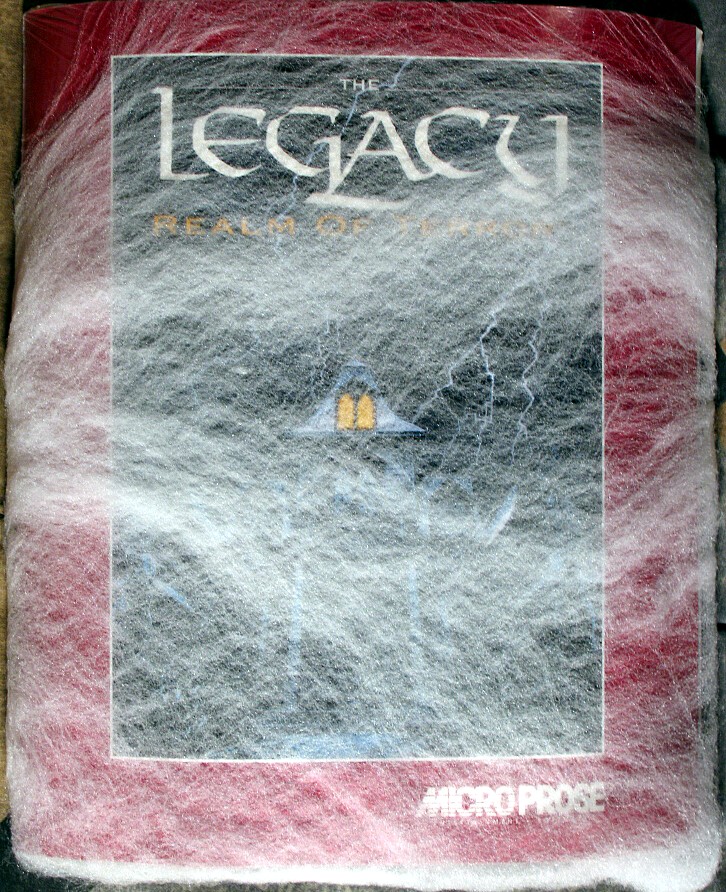 THE
LEGACY
REALM OF TERROR
MICROPROSE